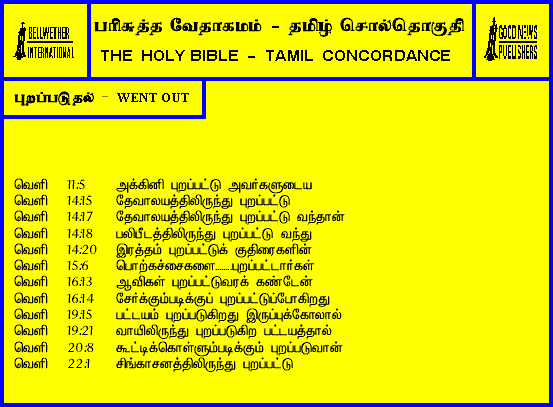 BELLWETHER
INTERNATIONAL
பரிசுத்த வேதாகமம் - தமிழ் சொல்தொகுதி
THE HOLY BIBLE - TAMIL CONCORDANCE
GOOD NEWS
PUBLISHERS
புறப்படுதல் - WENT OUT
வெளி 11:5 அக்கினி புறப்பட்டு அவர்களுடைய
வெளி 14:15 தேவாலயத்திலிருந்து புறப்பட்டு
வெளி 14:17 தேவாலயத்திலிருந்து புறப்பட்டு வந்தான்
வெளி 14:18 பலிபீடத்திலிருந்து புறப்பட்டு வந்து
வெளி 14:20 இரத்தம் புறப்பட்டுக் குதிரைகளின்
வெளி 15:6 பொற்கச்சைகளை.......புறப்பட்டார்கள்
வெளி 16:13 ஆவிகள் புறப்பட்டுவரக் கண்டேன்
வெளி 16:14 சேர்க்கும்படிக்குப் புறப்பட்டுப்போகிறது
வெளி 19:15 பட்டயம் புறப்படுகிறது இருப்புக்கோலால்
வெளி 19:21 வாயிலிருந்து புறப்படுகிற பட்டயத்தால்
வெளி 20:8 கூட்டிக்கொள்ளும்படிக்கும் புறப்படுவான்
வெளி 22:1 சிங்காசனத்திலிருந்து புறப்பட்டு